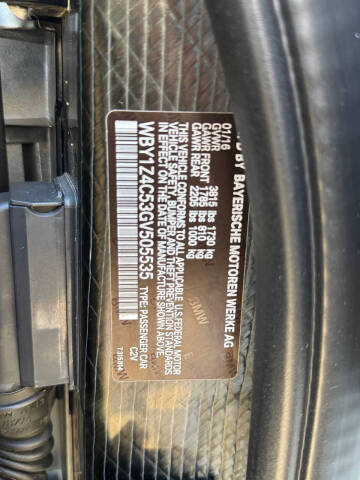 D BY BAYERISCHE MOTOREN WERKE AG
01/16
GVWR 3815 lbs 1730 kg
GAWR FRONT 1785 lbs 810 kg
GAWR REAR 2205 lbs 1000 kg
THIS VEHICLE CONFORMS TO ALL APPLICABLE
U.S. FEDERAL MOTOR
VEHICLE SAFETY, BUMPER AND THEFT
PREVENTION STANDARDS
IN EFFECT ON THE DATE OF MANUFACTURE
SHOWN ABOVE.
WBY1Z4C53GV505535
TYPE: PASSENGER CAR
C2V
BMW